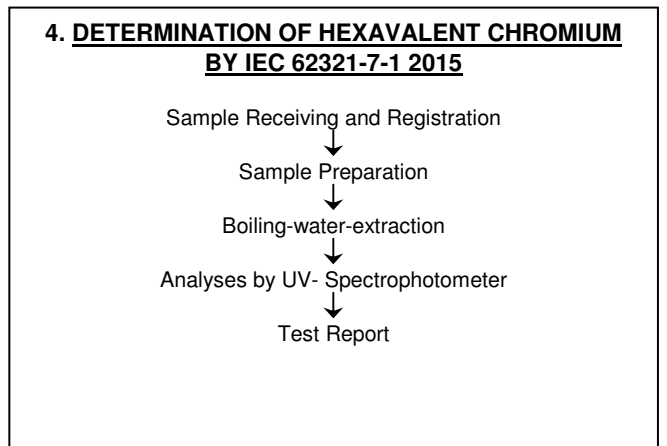 4. DETERMINATION OF HEXAVALENT CHROMIUM
BY IEC 62321-7-1 2015
Sample Receiving and Registration
Sample Preparation
Boiling-water-extraction
Analyses by UV- Spectrophotometer
Test Report